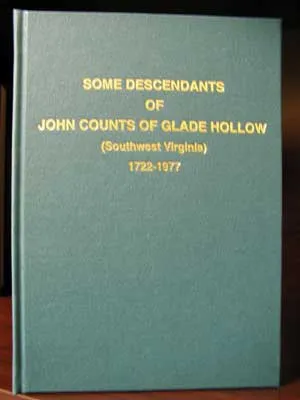 SOME DESCENDANTS
OF
JOHN COUNTS OF GLADE HOLLOW
(Southwest Virginia)
1722-1977